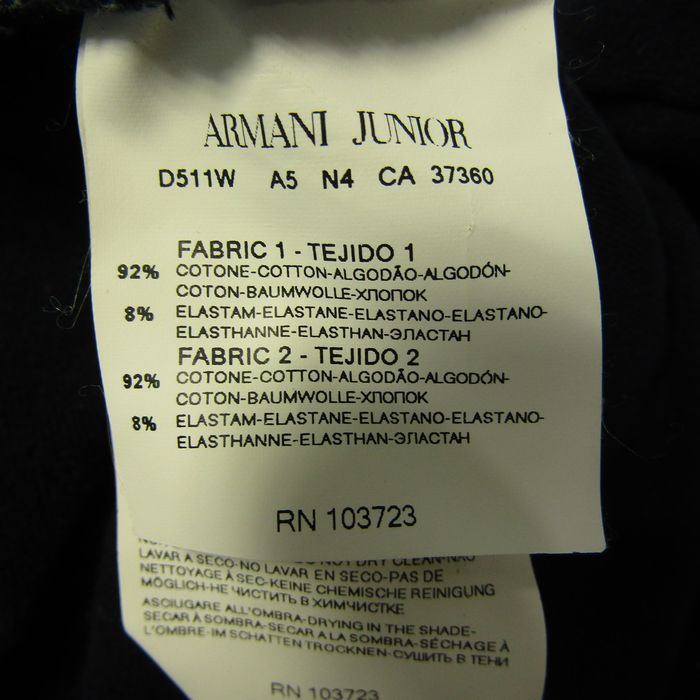 ARMANI JUNIOR
D511W A5 N4 CA 37360
FABRIC 1 - TEJIDO 1
92% COTONE-COTTON-ALGODÃO-ALGODÓN-
COTON-BAUMWOLLE-ХЛОПОК
8% ELASTAM-ELASTANE-ELASTANO-ELASTANO-
ELASTHANNE-ELASTHAN-ЭЛАСТАН
FABRIC 2 - TEJIDO 2
92% COTONE-COTTON-ALGODÃO-ALGODÓN-
COTON-BAUMWOLLE-ХЛОПОК
8% ELASTAM-ELASTANE-ELASTANO-ELASTANO-
ELASTHANNE-ELASTHAN-ЭЛАСТАН
RN 103723
NOT DRY CLEAN-NÃO
LAVAR A SECO-NO LAVAR EN SECO-PAS DE
NETTOYAGE À SEC-KEINE CHEMISCHE REINIGUNG
MÖGLICH-НЕ ЧИСТИТЬ В ХИМЧИСТКЕ
ASCIUGARE ALL'OMBRA-DRYING IN THE SHADE-
SECAR À SOMBRA-SECAR A LA SOMBRA-SÉCHAGE À
L'OMBRE-IM SCHATTEN TROCKNEN-СУШИТЬ В ТЕНИ
RN 103723